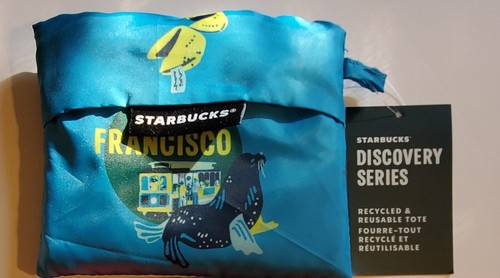 STARBUCKS®
FRANCISCO
STARBUCKS
DISCOVERY
SERIES
RECYCLED &
REUSABLE TOTE
FOURRE-TOUT
RECYCLÉ ET
RÉUTILISABLE